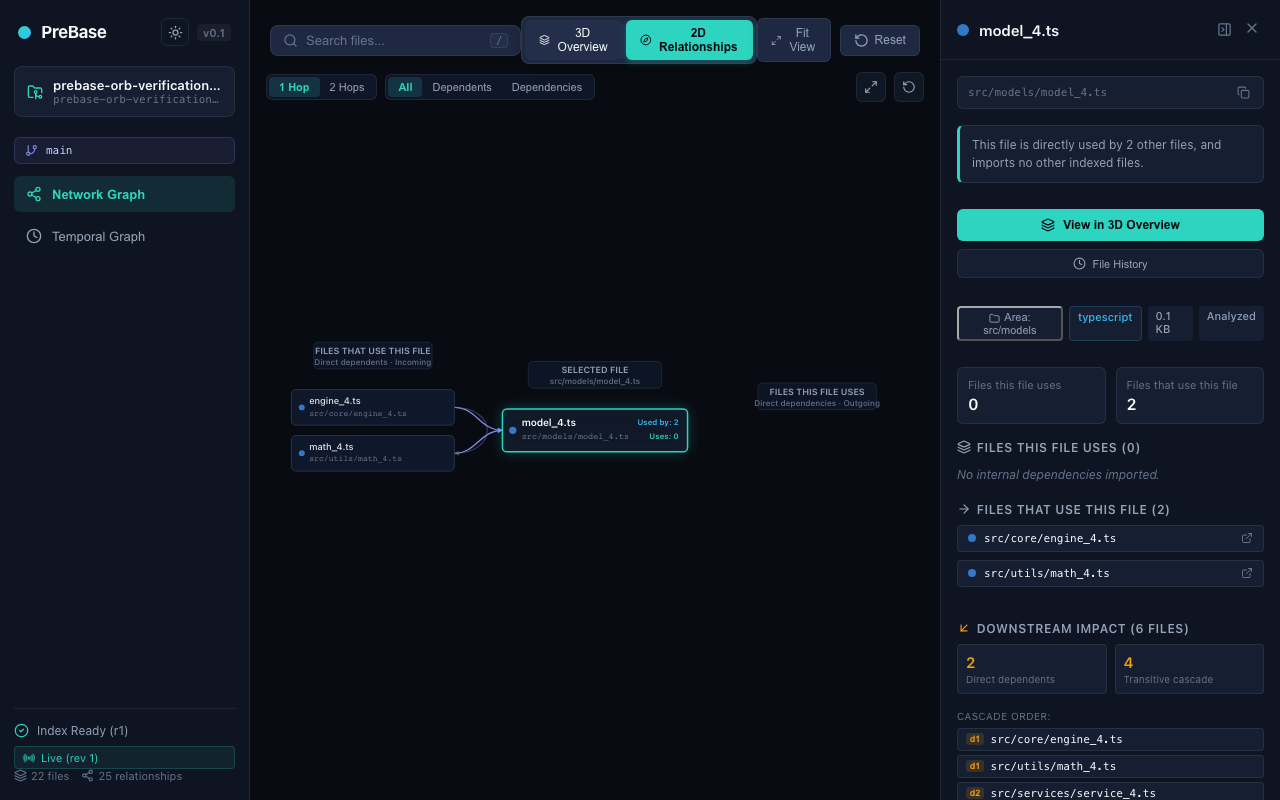 PreBase
v0.1
prebase-orb-verification...
prebase-orb-verification…
main
Network Graph
Temporal Graph
Index Ready (r1)
Live (rev 1)
22 files
25 relationships
Search files...
/
3D Overview
2D Relationships
Fit View
Reset
1 Hop
2 Hops
All
Dependents
Dependencies
FILES THAT USE THIS FILE
Direct dependents · Incoming
engine_4.ts
src/core/engine_4.ts
math_4.ts
src/utils/math_4.ts
SELECTED FILE
src/models/model_4.ts
model_4.ts
Used by: 2
src/models/model_4.ts
Uses: 0
FILES THIS FILE USES
Direct dependencies · Outgoing
model_4.ts
src/models/model_4.ts
This file is directly used by 2 other files, and
imports no other indexed files.
View in 3D Overview
File History
Area:
src/models
typescript
0.1
KB
Analyzed
Files this file uses
0
Files that use this file
2
FILES THIS FILE USES (0)
No internal dependencies imported.
FILES THAT USE THIS FILE (2)
src/core/engine_4.ts
src/utils/math_4.ts
DOWNSTREAM IMPACT (6 FILES)
2
Direct dependents
4
Transitive cascade
CASCADE ORDER:
d1 src/core/engine_4.ts
d1 src/utils/math_4.ts
d2 src/services/service_4.ts